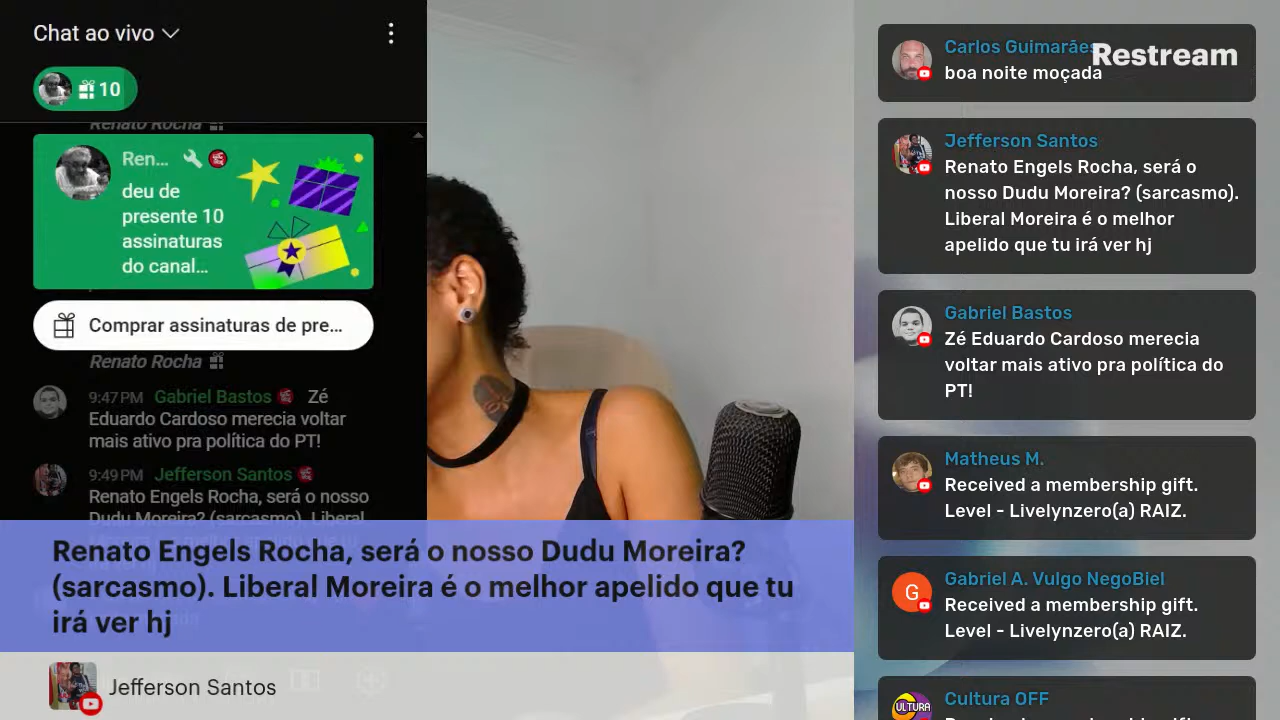 Chat ao vivo
10
Renato Rocha
Ren...
deu de
presente 10
assinaturas
do canal...
Comprar assinaturas de pre...
Renato Rocha
9:47 PM Gabriel Bastos Zé
Eduardo Cardoso merecia voltar
mais ativo pra política do PT!
9:49 PM Jefferson Santos
Renato Engels Rocha, será o nosso
Dudu Moreira? (sarcasmo). Liberal
Renato Engels Rocha, será o nosso Dudu Moreira?
(sarcasmo). Liberal Moreira é o melhor apelido que tu
irá ver hj
Jefferson Santos
Restream
Carlos Guimarães
boa noite moçada
Jefferson Santos
Renato Engels Rocha, será o
nosso Dudu Moreira? (sarcasmo).
Liberal Moreira é o melhor
apelido que tu irá ver hj
Gabriel Bastos
Zé Eduardo Cardoso merecia
voltar mais ativo pra política do
PT!
Matheus M.
Received a membership gift.
Level - Livelynzero(a) RAIZ.
Gabriel A. Vulgo NegoBiel
G
Received a membership gift.
Level - Livelynzero(a) RAIZ.
Cultura OFF
ULTURA